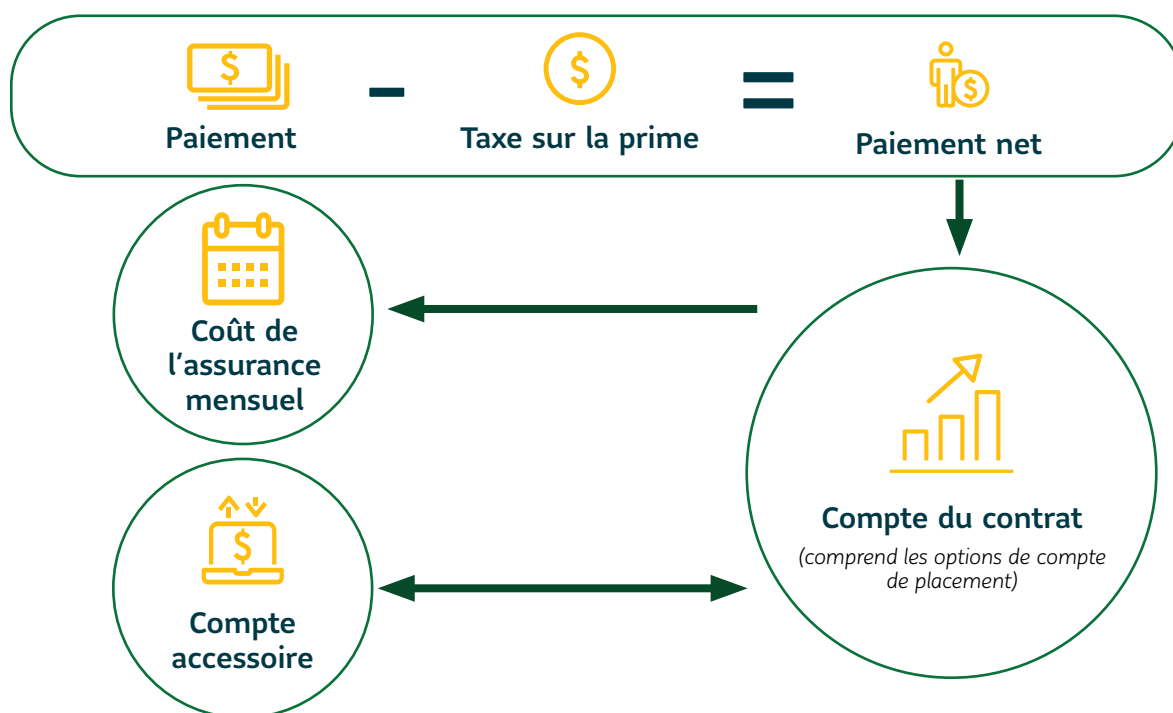 $
$
$
Paiement
-
Taxe sur la prime
=
Paiement net
Coût de
l'assurance
mensuel
Compte du contrat
(comprend les options de compte
de placement)
$
Compte
accessoire